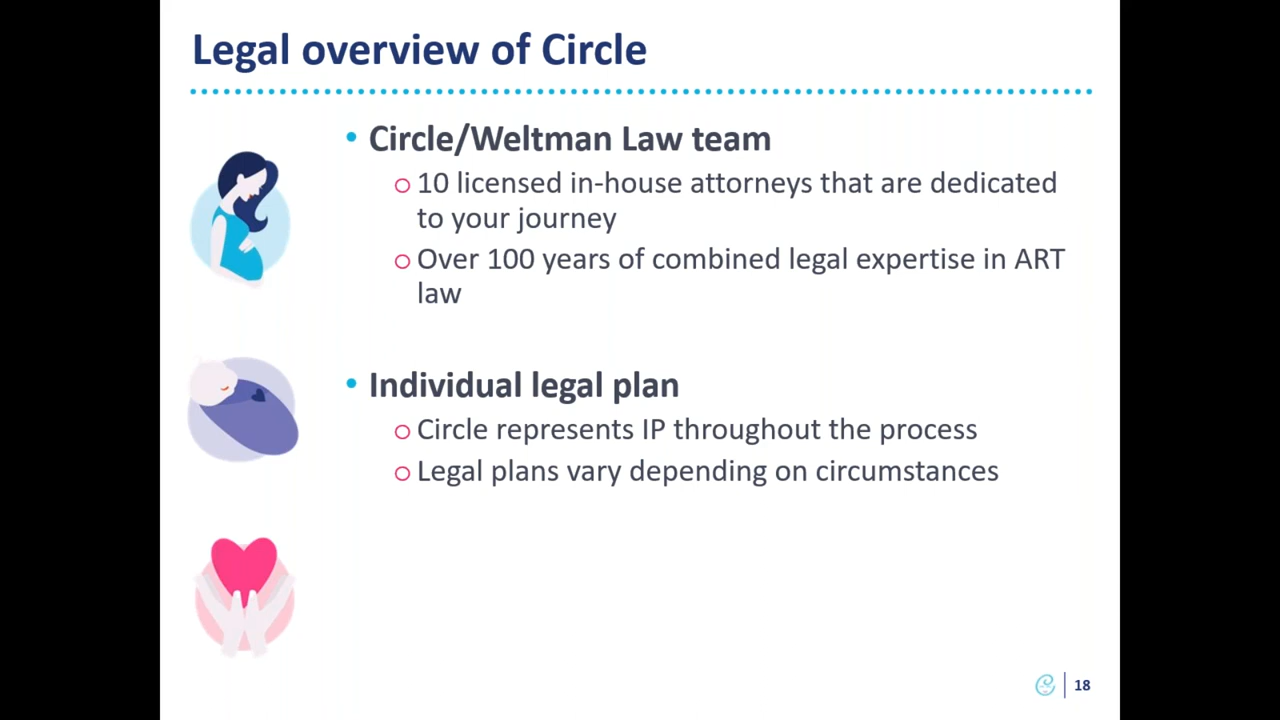 Legal overview of Circle
• Circle/Weltman Law team
o 10 licensed in-house attorneys that are dedicated
to your journey
o Over 100 years of combined legal expertise in ART
law
• Individual legal plan
o Circle represents IP throughout the process
o Legal plans vary depending on circumstances
18